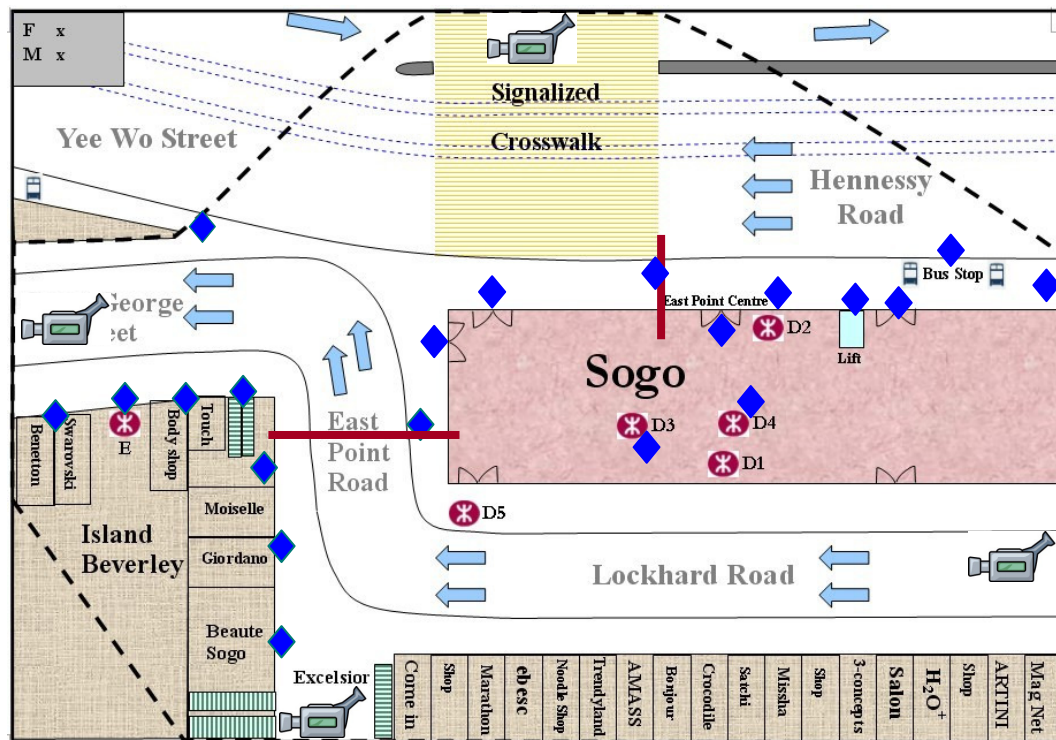 F x
M x
Signalized
Crosswalk
Yee Wo Street
Hennessy
Road
George
eet
Bus Stop
East Point Centre
D2
Lift
Sogo
D3
D4
D1
D5
East
Point
Road
Benetton
Swarovski
E
Body shop
Touch
Moiselle
Giordano
Island
Beverley
Beaute
Sogo
Lockhard Road
Excelsior
Come in
Shop
Marathon
ebesc
Noodle Shop
Trendyland
AMASS
Bonjour
Crocodile
Satchi
Missha
Shop
3-concepts
Salon
H₂O⁺
Shop
ARTINI
Mag Net